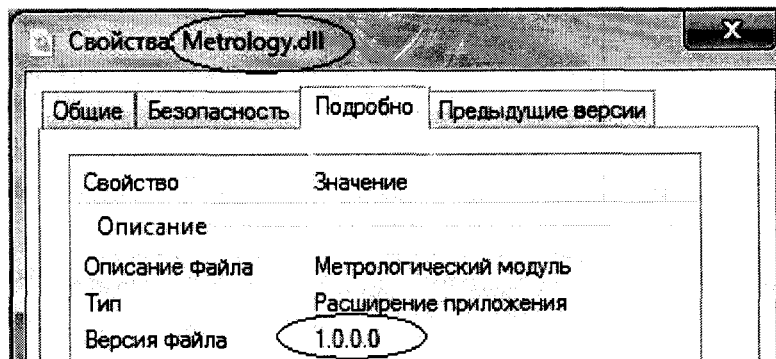 Свойства: Metrology.dll
X
Общие Безопасность Подробно Предыдущие версии
Свойство Значение
Описание
Описание файла Метрологический модуль
Тип Расширение приложения
Версия файла 1.0.0.0